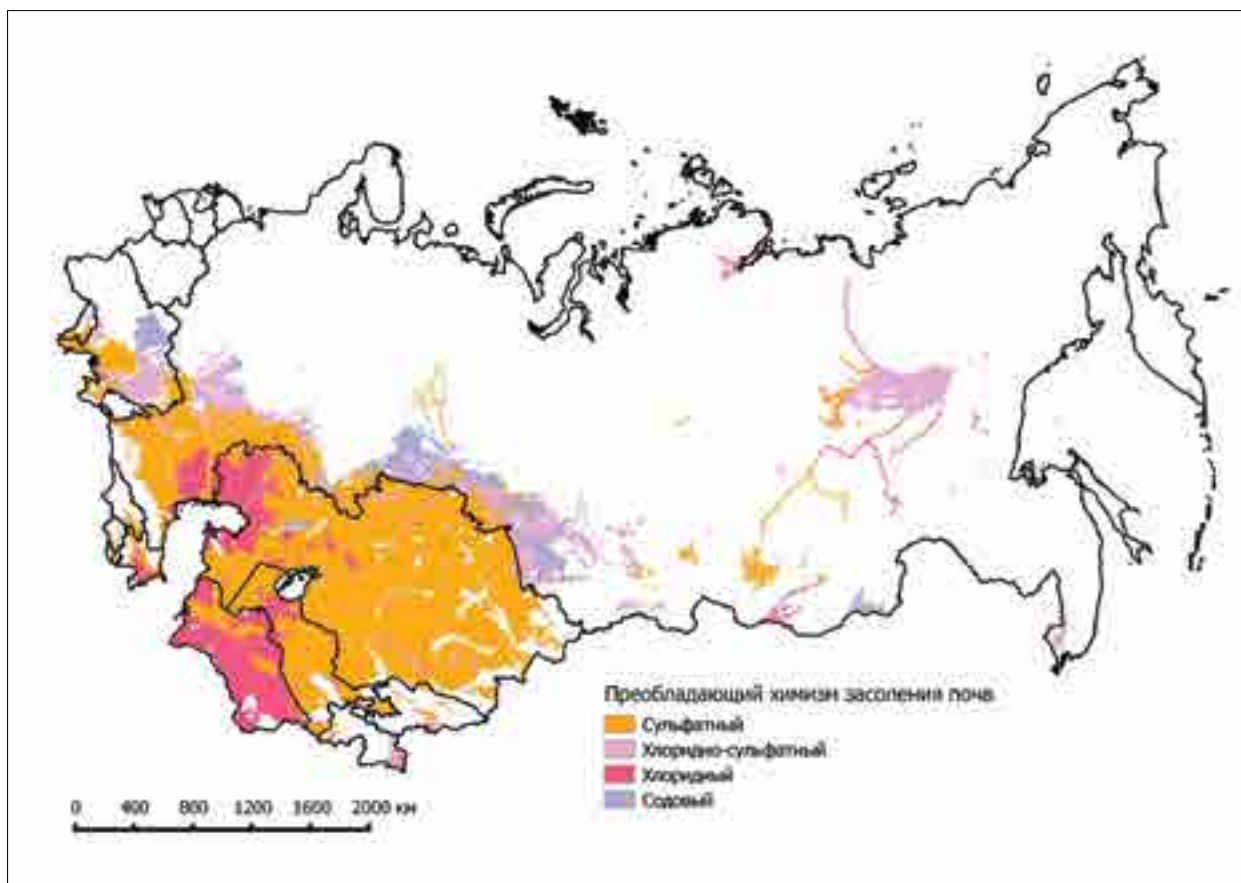 Преобладающий химизм засоления почв
Сульфатный
Хлоридно-сульфатный
Хлоридный
Содовый
0 400 800 1200 1600 2000 км